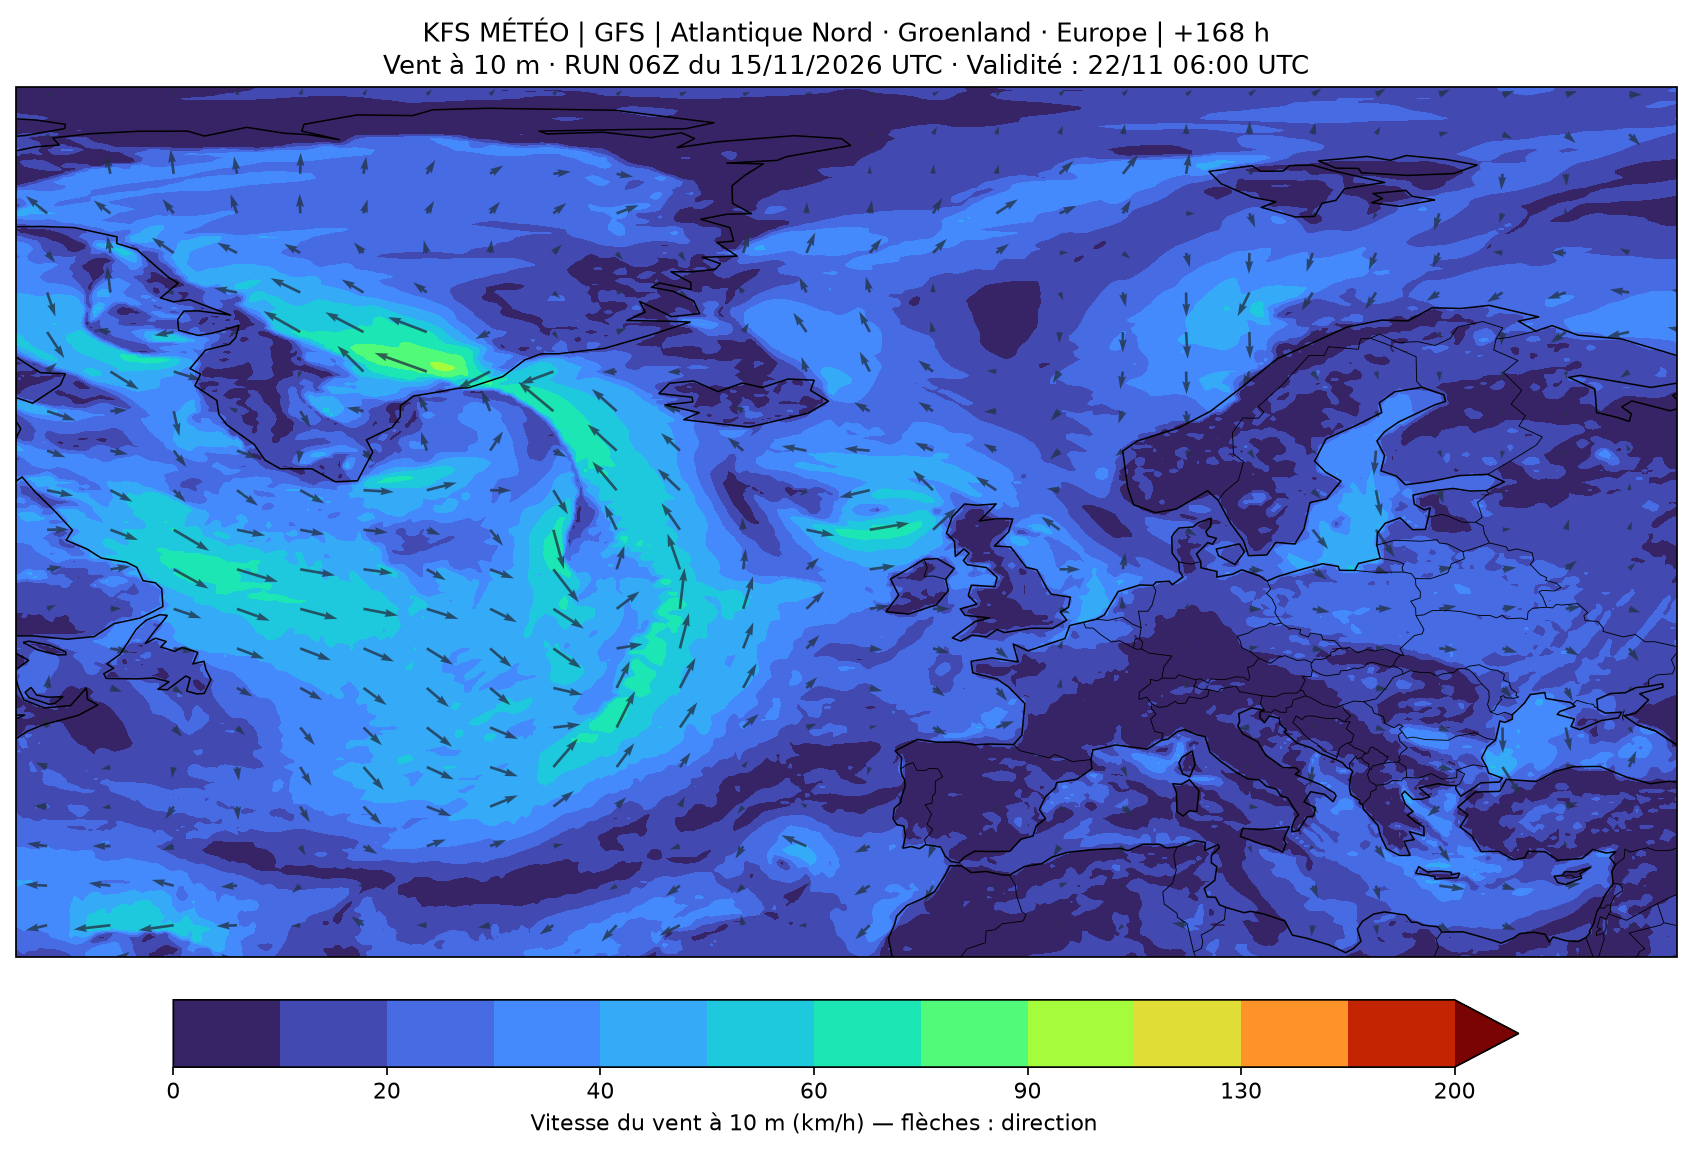 KFS MÉTÉO | GFS | Atlantique Nord · Groenland · Europe | +168 h
Vent à 10 m · RUN 06Z du 15/11/2026 UTC · Validité : 22/11 06:00 UTC
0 20 40 60 90 130 200
Vitesse du vent à 10 m (km/h) — flèches : direction